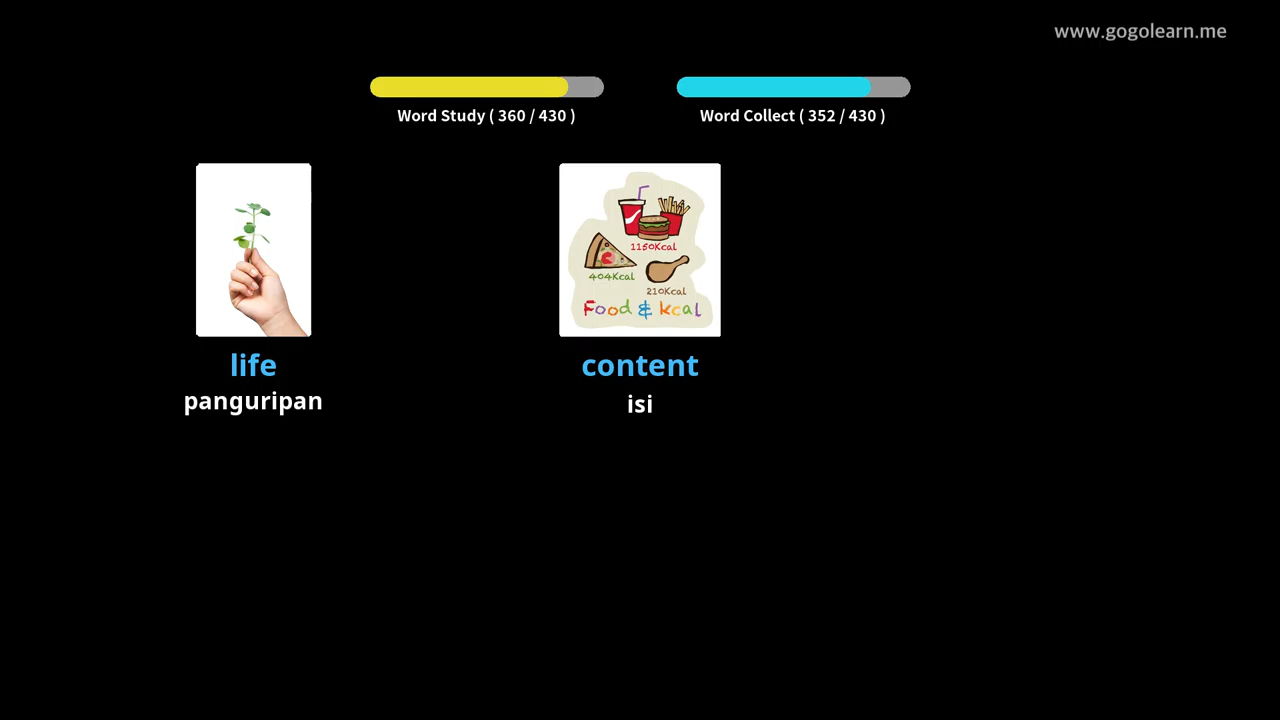 www.gogolearn.me
Word Study ( 360 / 430 )
Word Collect ( 352 / 430 )
1150Kcal
404Kcal
210Kcal
Food & kcal
life
panguripan
content
isi